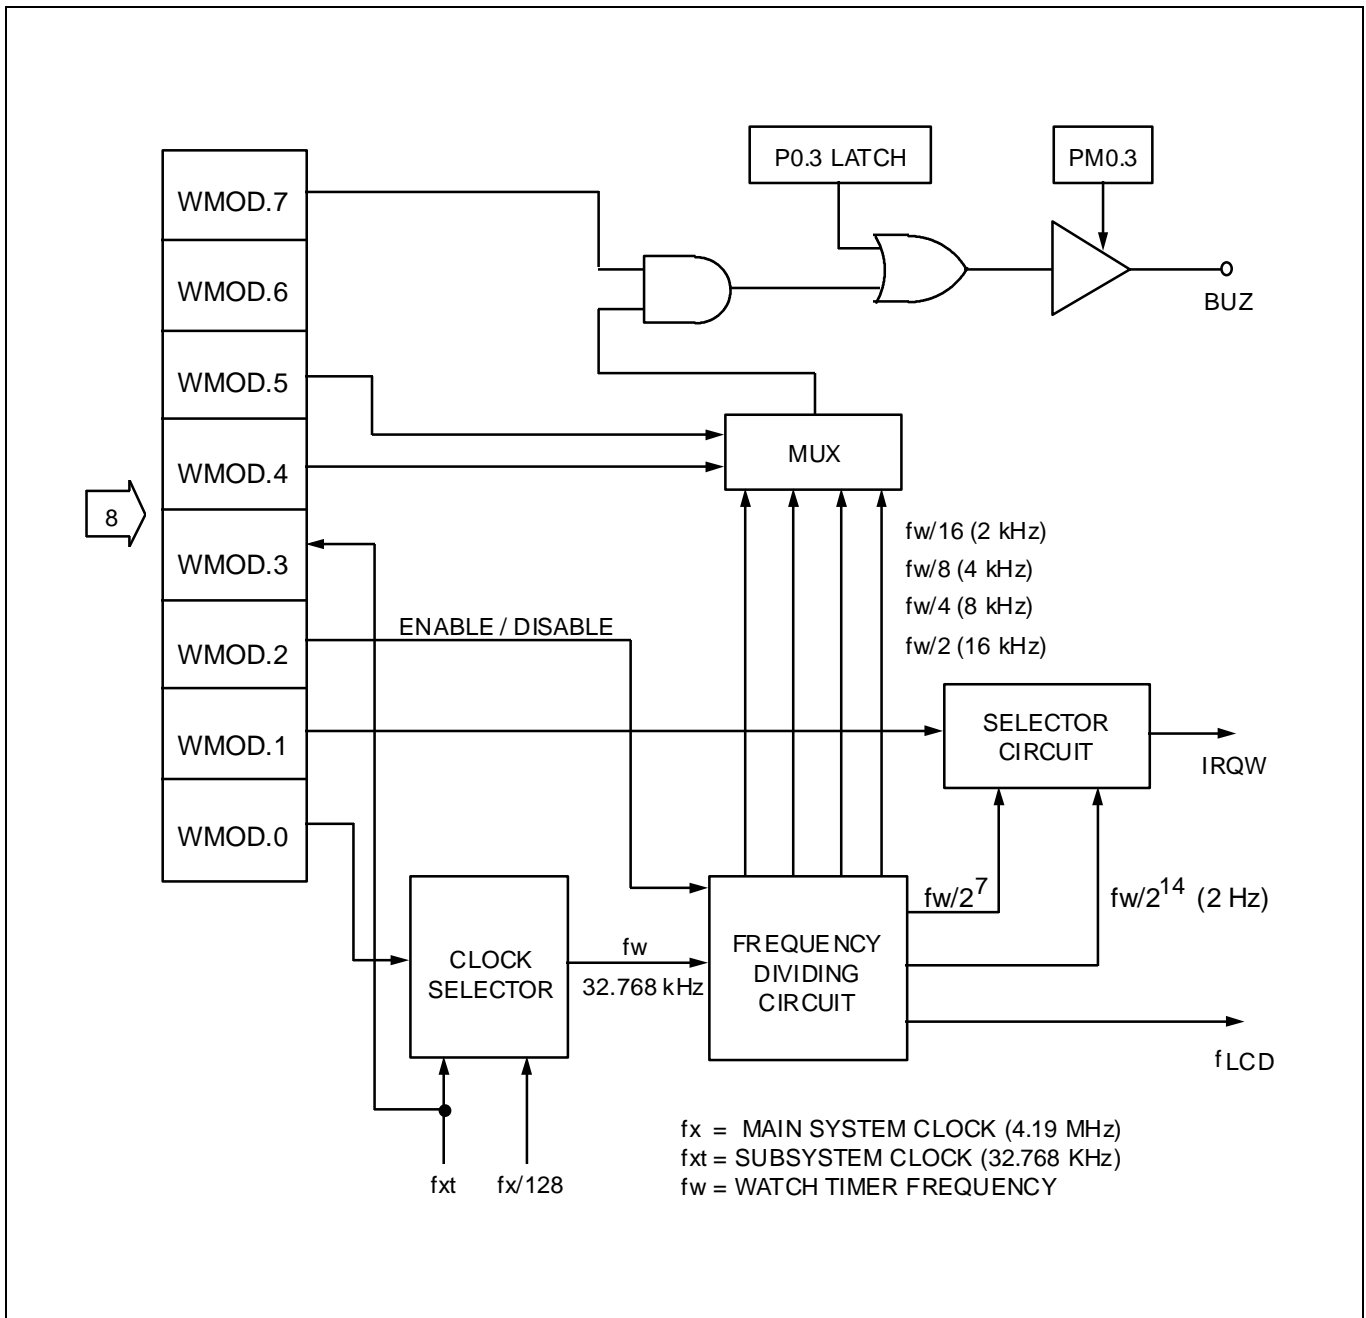 P0.3 LATCH
PM0.3
WMOD.7
WMOD.6
BUZ
WMOD.5
MUX
WMOD.4
8
fw/16 (2 kHz)
WMOD.3
fw/8 (4 kHz)
fw/4 (8 kHz)
ENABLE / DISABLE
fw/2 (16 kHz)
WMOD.2
SELECTOR
CIRCUIT
WMOD.1
IRQW
WMOD.0
fw/2^7
fw/2^14 (2 Hz)
fw
32.768 kHz
CLOCK
SELECTOR
FREQUENCY
DIVIDING
CIRCUIT
fLCD
fx = MAIN SYSTEM CLOCK (4.19 MHz)
fxt = SUBSYSTEM CLOCK (32.768 KHz)
fw = WATCH TIMER FREQUENCY
fxt
fx/128